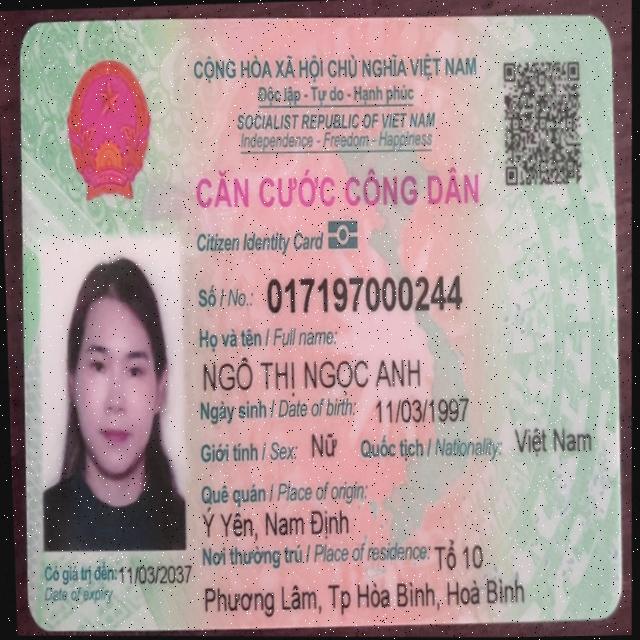 CỘNG HÒA XÃ HỘI CHỦ NGHĨA VIỆT NAM
Độc lập - Tự do - Hạnh phúc
SOCIALIST REPUBLIC OF VIET NAM
Independence - Freedom - Happiness
CĂN CƯỚC CÔNG DÂN
Citizen Identity Card
Số / No.: 017197000244
Họ và tên / Full name:
NGÔ THỊ NGỌC ANH
Ngày sinh / Date of birth: 11/03/1997
Giới tính / Sex: Nữ Quốc tịch / Nationality: Việt Nam
Quê quán / Place of origin:
Ý Yên, Nam Định
Nơi thường trú / Place of residence: Tổ 10
Phương Lâm, Tp Hòa Bình, Hoà Bình
Có giá trị đến: 11/03/2037
Date of expiry